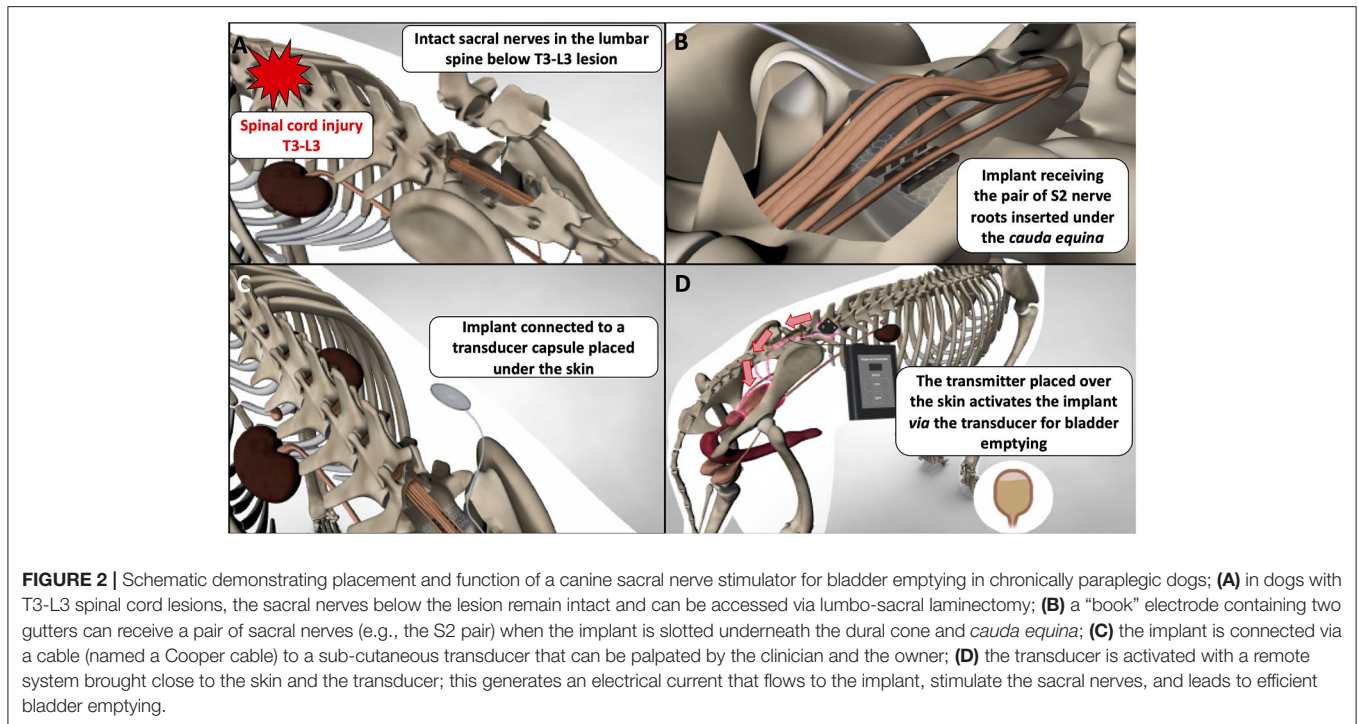 A
Intact sacral nerves in the lumbar
spine below T3-L3 lesion
Spinal cord injury
T3-L3
B
Implant receiving
the pair of S2 nerve
roots inserted under
the cauda equina
C
Implant connected to a
transducer capsule placed
under the skin
D
The transmitter placed over
the skin activates the implant
via the transducer for bladder
emptying
FIGURE 2 | Schematic demonstrating placement and function of a canine sacral nerve stimulator for bladder emptying in chronically paraplegic dogs; (A) in dogs with
T3-L3 spinal cord lesions, the sacral nerves below the lesion remain intact and can be accessed via lumbo-sacral laminectomy; (B) a “book” electrode containing two
gutters can receive a pair of sacral nerves (e.g., the S2 pair) when the implant is slotted underneath the dural cone and cauda equina; (C) the implant is connected via
a cable (named a Cooper cable) to a sub-cutaneous transducer that can be palpated by the clinician and the owner; (D) the transducer is activated with a remote
system brought close to the skin and the transducer; this generates an electrical current that flows to the implant, stimulate the sacral nerves, and leads to efficient
bladder emptying.